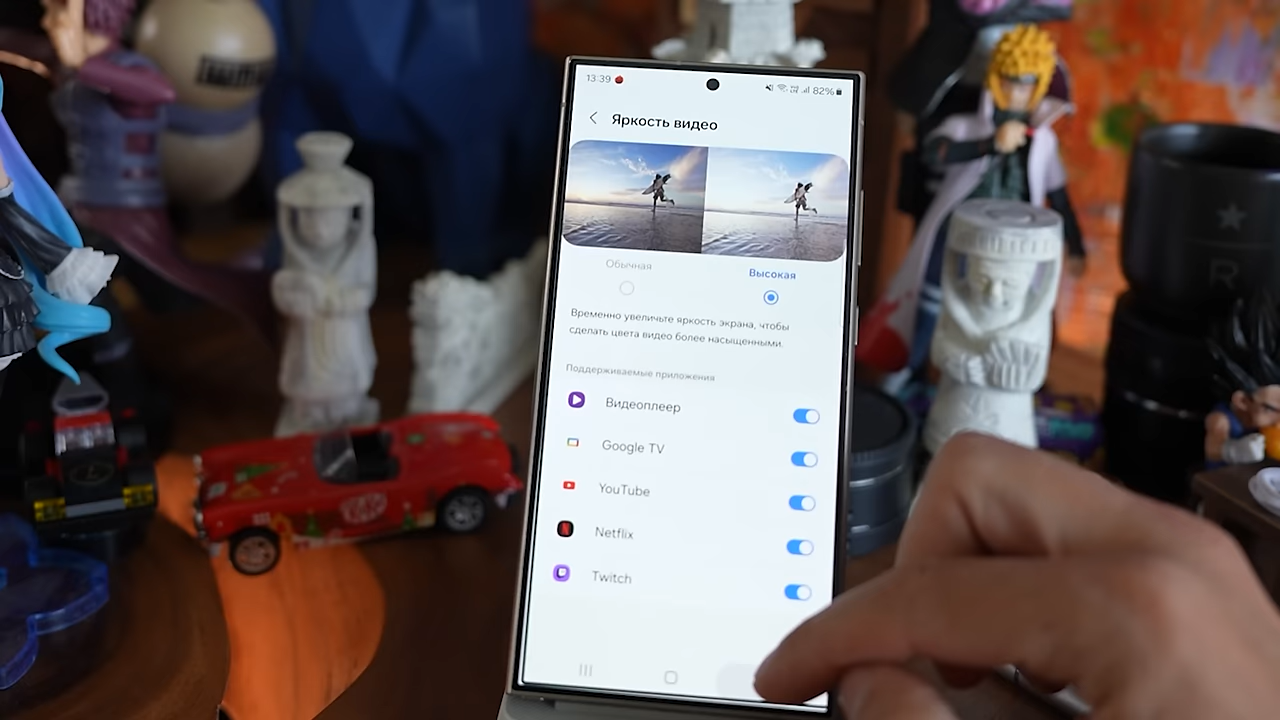 13:39
82%
Яркость видео
Обычная
Высокая
Временно увеличьте яркость экрана, чтобы
сделать цвета видео более насыщенными.
Поддерживаемые приложения
Видеоплеер
Google TV
YouTube
Netflix
Twitch
R